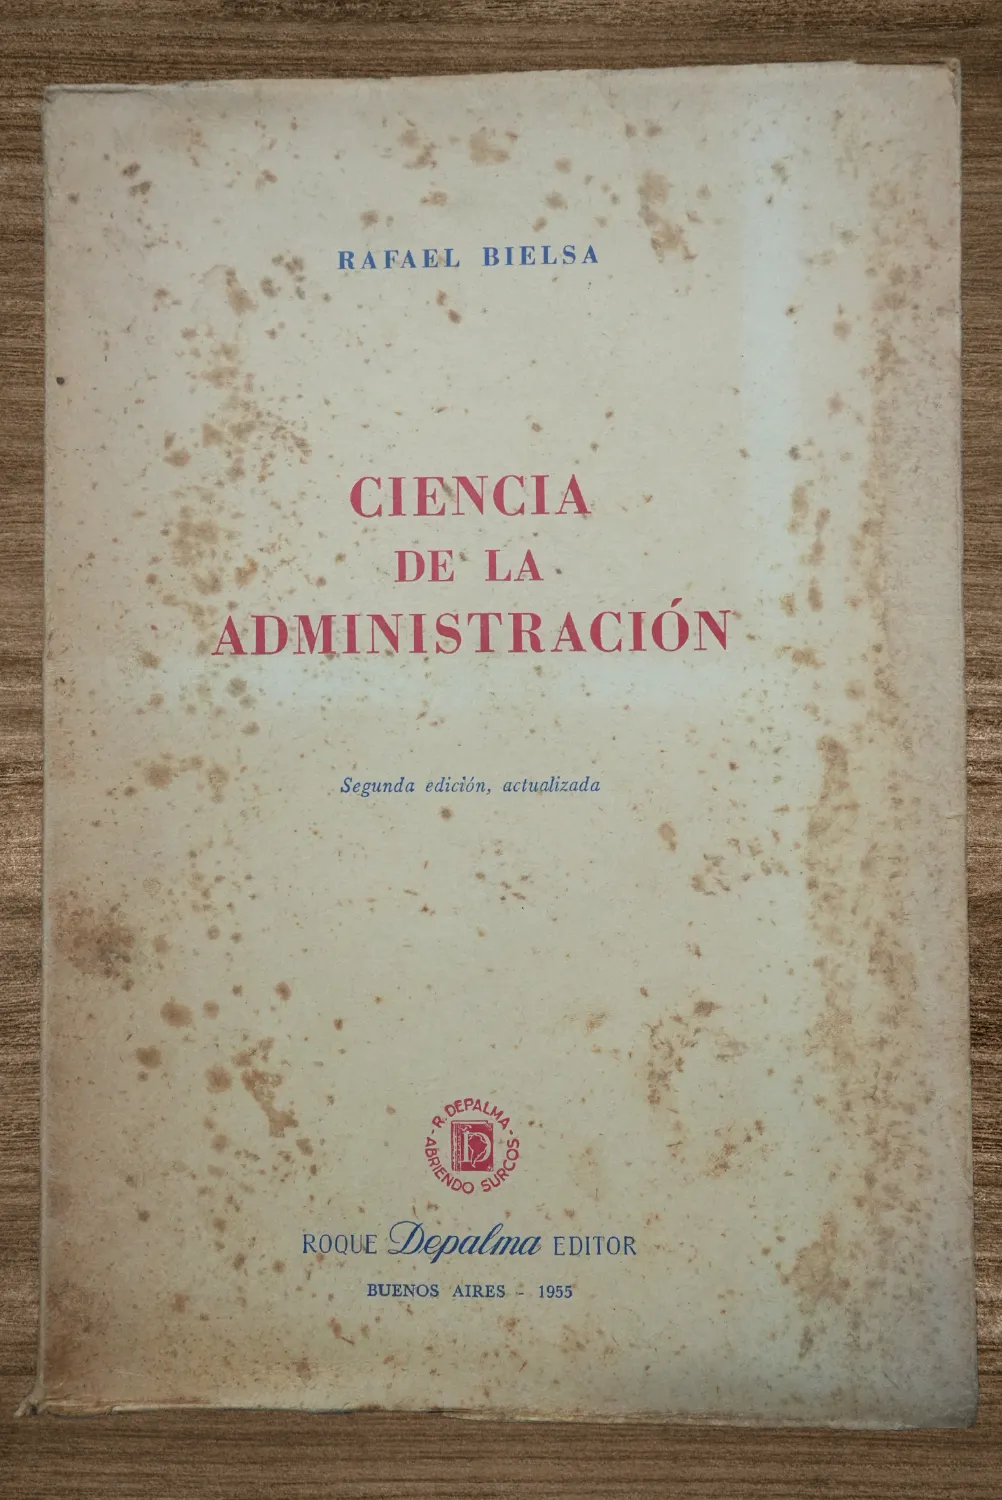 RAFAEL BIELSA
CIENCIA
DE LA
ADMINISTRACIÓN
Segunda edición, actualizada
- R. DEPALMA -
D
ABRIENDO SURCOS
ROQUE Depalma EDITOR
BUENOS AIRES - 1955